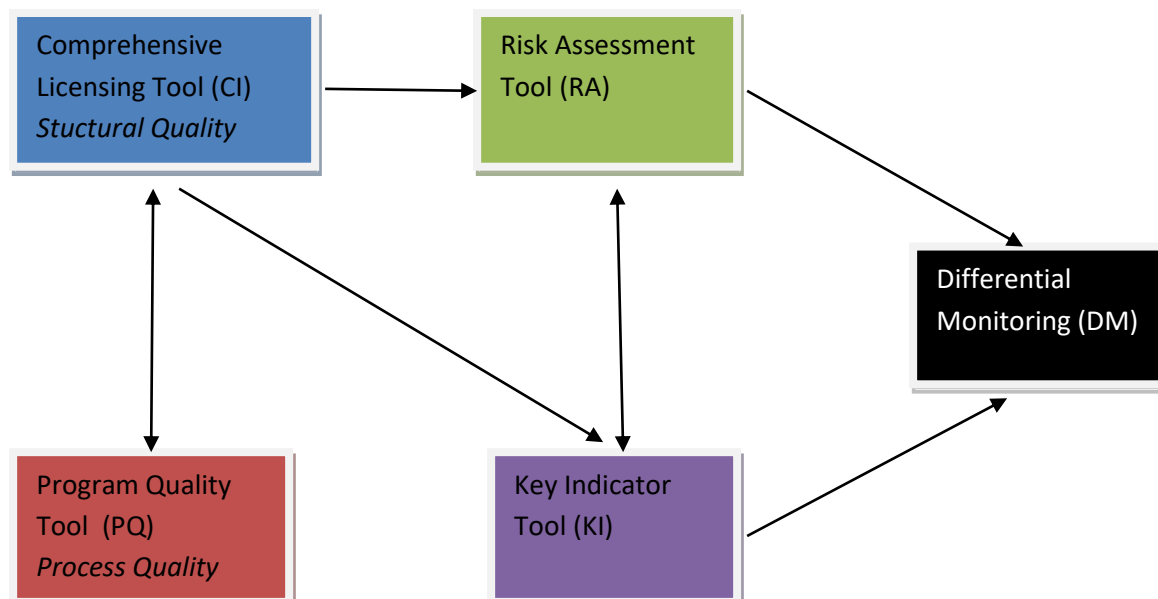 Comprehensive
Licensing Tool (CI)
Stuctural Quality
Risk Assessment
Tool (RA)
Differential
Monitoring (DM)
Program Quality
Tool  (PQ)
Process Quality
Key Indicator
Tool (KI)